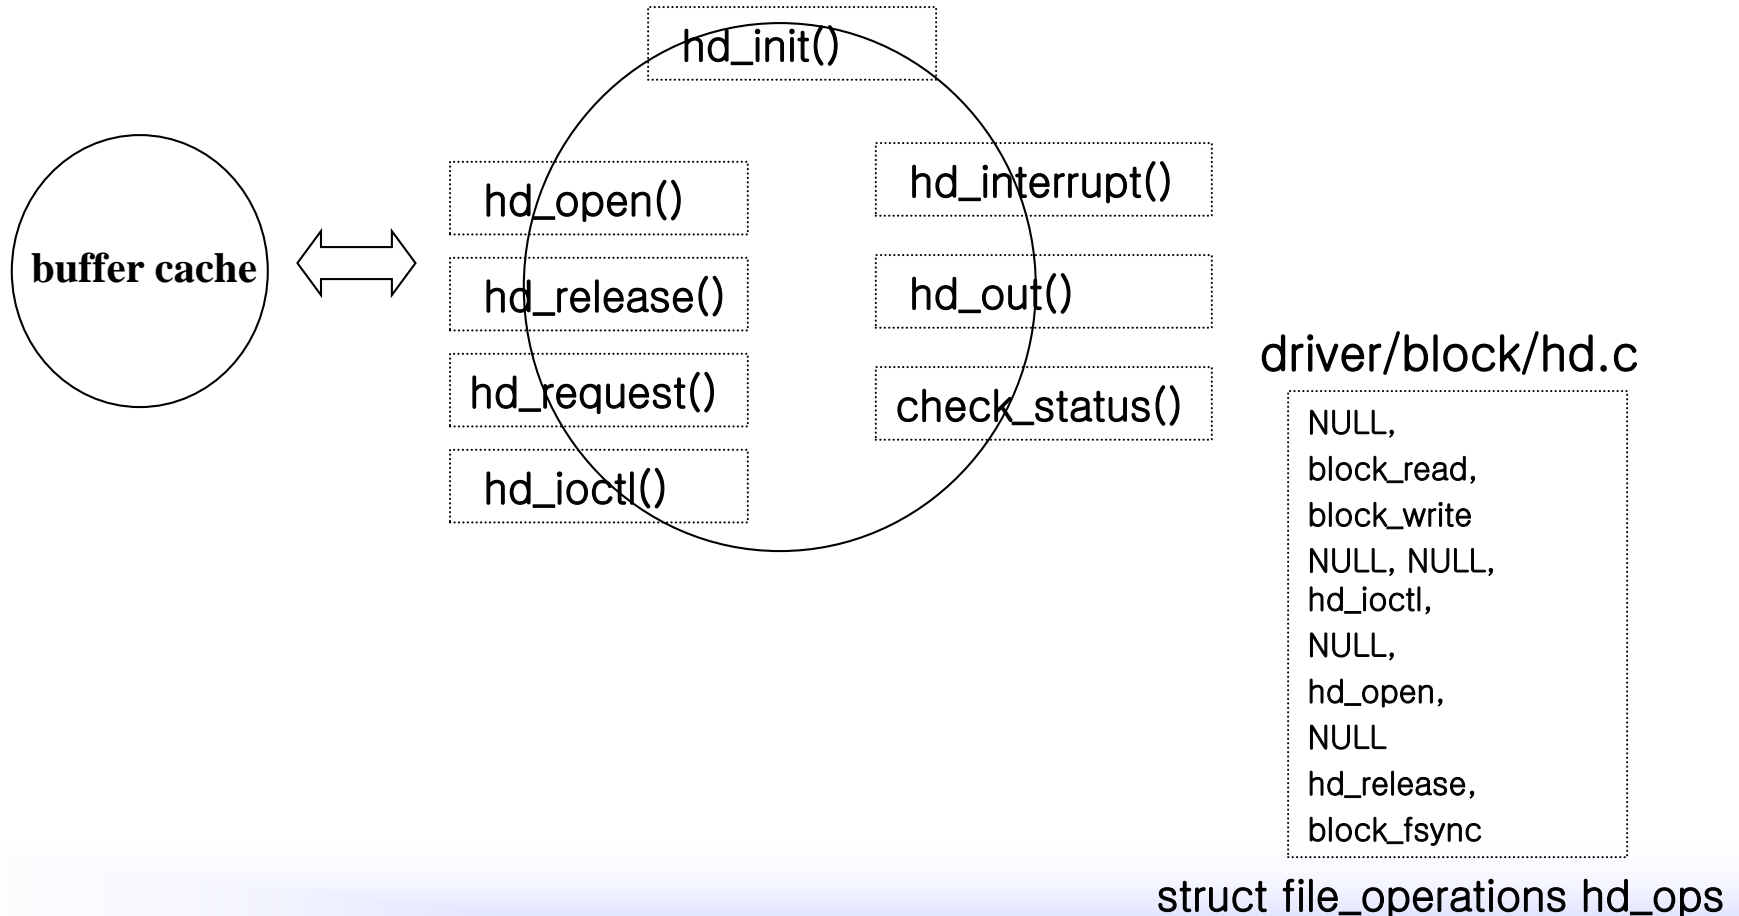 hd_init()
buffer cache
hd_open()
hd_release()
hd_request()
hd_ioctl()
hd_interrupt()
hd_out()
check_status()
driver/block/hd.c
NULL,
block_read,
block_write
NULL, NULL,
hd_ioctl,
NULL,
hd_open,
NULL
hd_release,
block_fsync
struct file_operations hd_ops